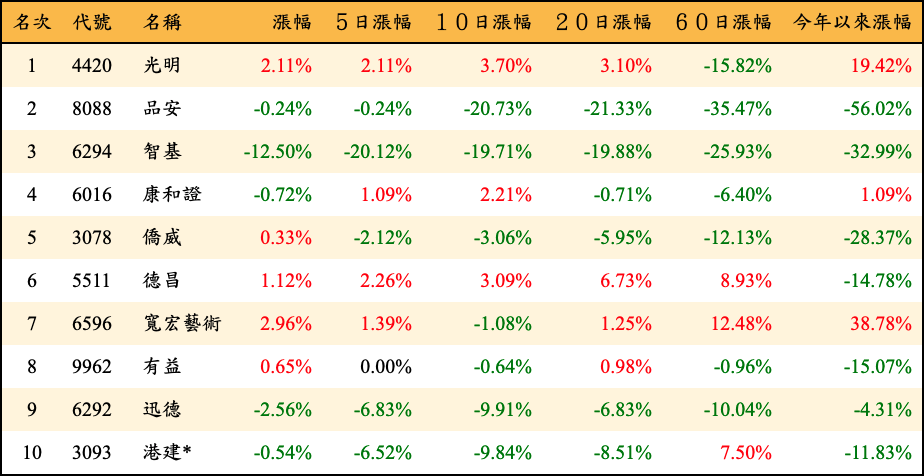 名次 代號 名稱 漲幅 ５日漲幅 １０日漲幅 ２０日漲幅 ６０日漲幅 今年以來漲幅
1 4420 光明 2.11% 2.11% 3.70% 3.10% -15.82% 19.42%
2 8088 品安 -0.24% -0.24% -20.73% -21.33% -35.47% -56.02%
3 6294 智基 -12.50% -20.12% -19.71% -19.88% -25.93% -32.99%
4 6016 康和證 -0.72% 1.09% 2.21% -0.71% -6.40% 1.09%
5 3078 僑威 0.33% -2.12% -3.06% -5.95% -12.13% -28.37%
6 5511 德昌 1.12% 2.26% 3.09% 6.73% 8.93% -14.78%
7 6596 寬宏藝術 2.96% 1.39% -1.08% 1.25% 12.48% 38.78%
8 9962 有益 0.65% 0.00% -0.64% 0.98% -0.96% -15.07%
9 6292 迅德 -2.56% -6.83% -9.91% -6.83% -10.04% -4.31%
10 3093 港建* -0.54% -6.52% -9.84% -8.51% 7.50% -11.83%